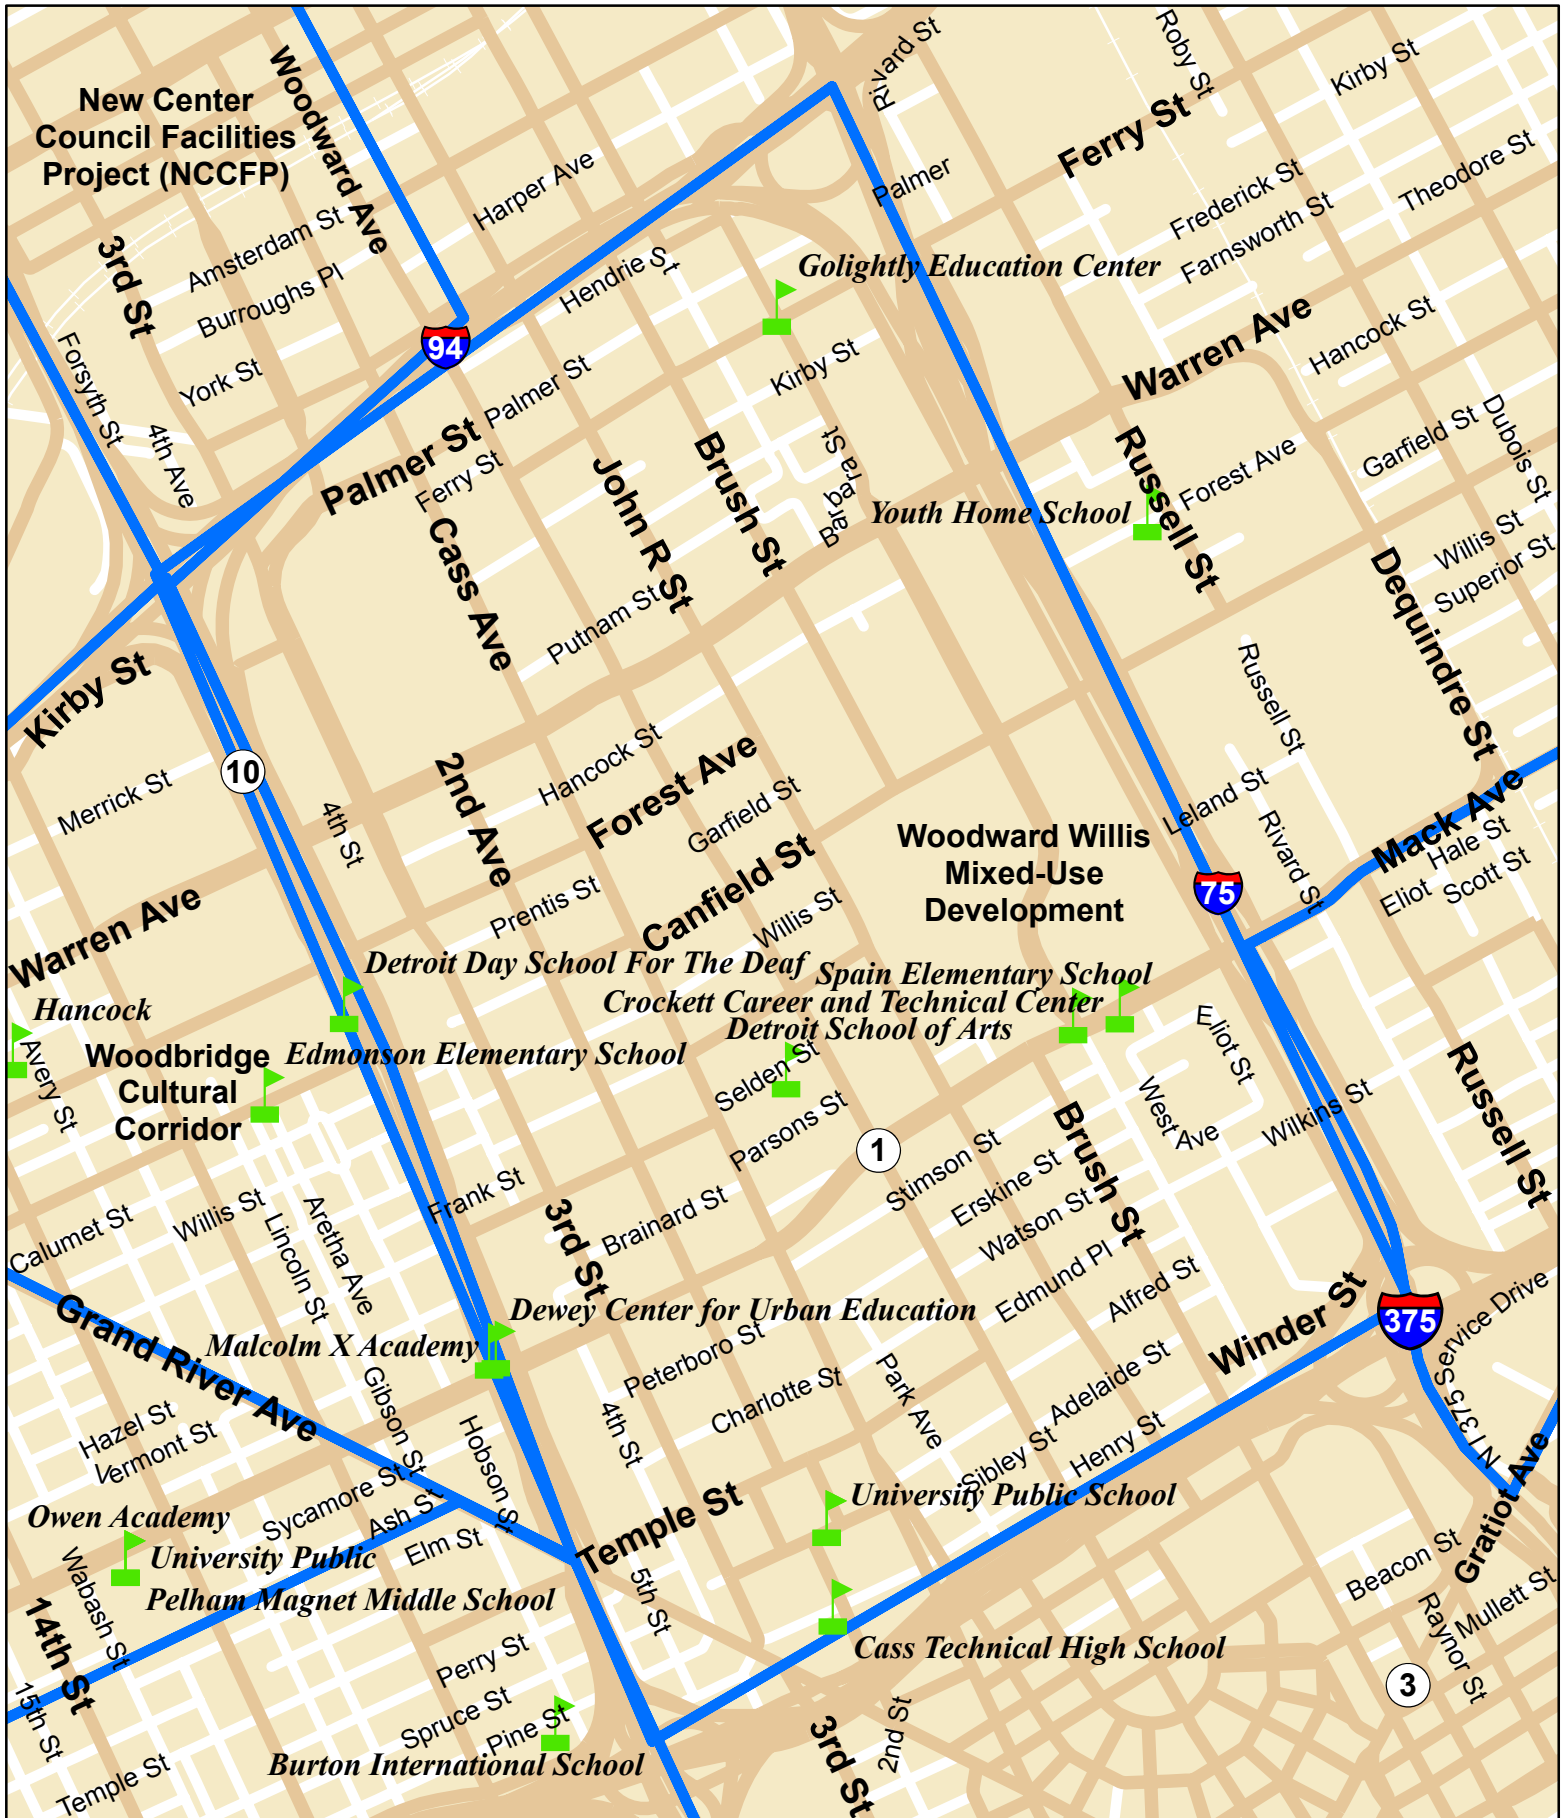 New Center
Council Facilities
Project (NCCFP)
Woodward Ave
Rivard St
Roby St
Kirby St
Ferry St
Harper Ave
Palmer
Frederick St
Theodore St
Amsterdam St
3rd St
Farnsworth St
Hendrie St
Golightly Education Center
Burroughs Pl
94
Warren Ave
Hancock St
Forsyth St
York St
Palmer St
Kirby St
4th Ave
Palmer St
Ferry St
John R St
Brush St
Barbara St
Russell St
Forest Ave
Garfield St
Dubois St
Youth Home School
Cass Ave
Willis St
Superior St
Dequindre St
Putnam St
Kirby St
Russell St
10
Merrick St
2nd Ave
Hancock St
Forest Ave
Garfield St
4th St
Leland St
Rivard St
Mack Ave
Hale St
Scott St
Eliot
Woodward Willis
Mixed-Use
Development
75
Prentis St
Canfield St
Willis St
Warren Ave
Detroit Day School For The Deaf
Spain Elementary School
Hancock
Crockett Career and Technical Center
Detroit School of Arts
Eliot St
Avery St
Woodbridge
Cultural
Corridor
Edmonson Elementary School
Selden St
Parsons St
West Ave
Wilkins St
Russell St
Brush St
1
Stimson St
Erskine St
Watson St
Edmund Pl
Alfred St
Frank St
Brainard St
3rd St
Calumet St
Willis St
Lincoln St
Aretha Ave
Winder St
375
N I 375 Service Drive
Grand River Ave
Dewey Center for Urban Education
Malcolm X Academy
Peterboro St
Charlotte St
Park Ave
Adelaide St
Sibley St
Henry St
Gibson St
Hobson St
4th St
Hazel St
Vermont St
Sycamore St
Ash St
Elm St
Temple St
University Public School
Gratiot Ave
Owen Academy
University Public
Pelham Magnet Middle School
Wabash St
14th St
15th St
5th St
Beacon St
Mullett St
Raynor St
Cass Technical High School
3
Perry St
Spruce St
Pine St
Burton International School
Temple St
3rd St
2nd St